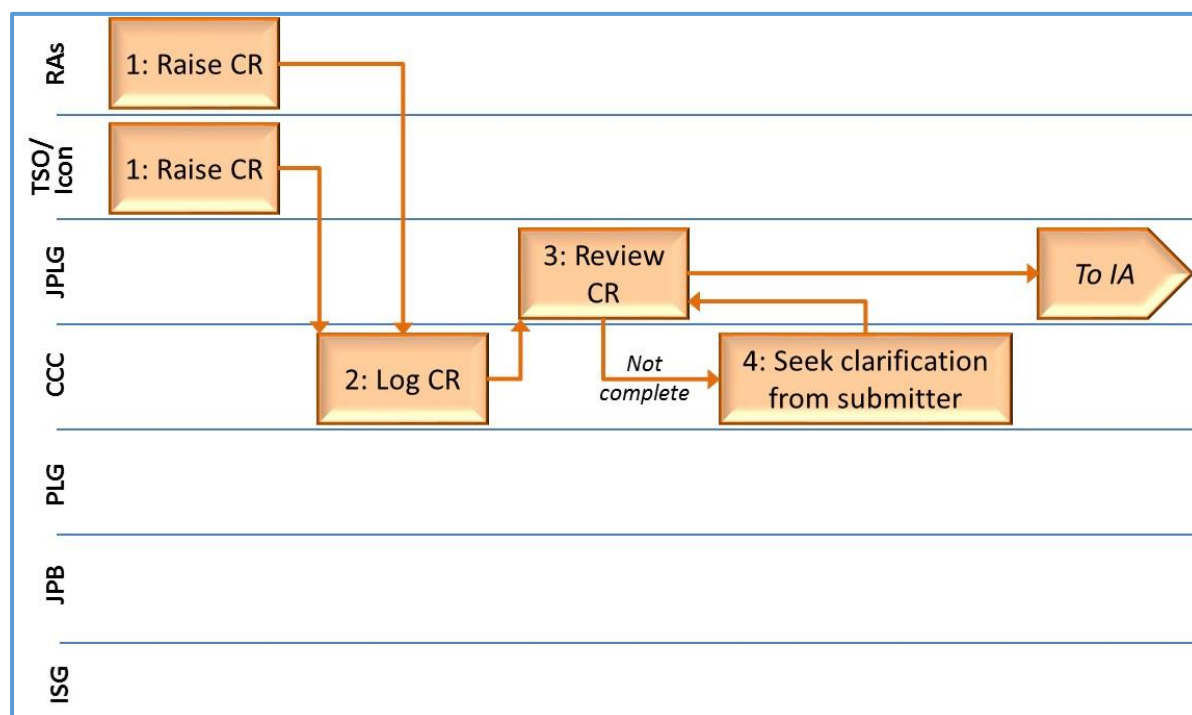 RAs
1: Raise CR
TSO/
Icon
1: Raise CR
JPLG
3: Review
CR
To IA
CCC
2: Log CR
Not
complete
4: Seek clarification
from submitter
PLG
JPB
ISG